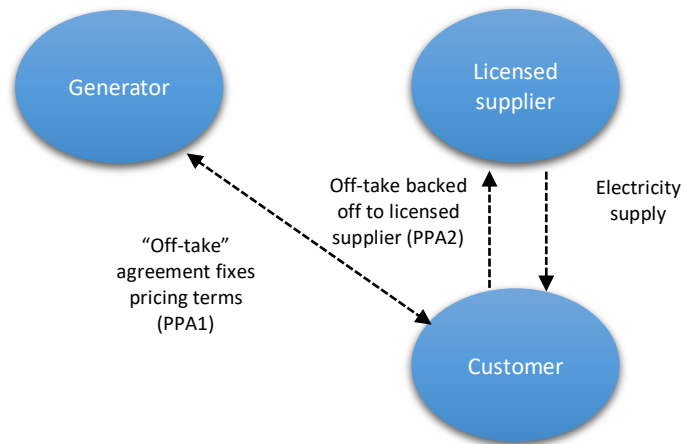 Generator
Licensed
supplier
Off-take backed
off to licensed
supplier (PPA2)
Electricity
supply
“Off-take”
agreement fixes
pricing terms
(PPA1)
Customer